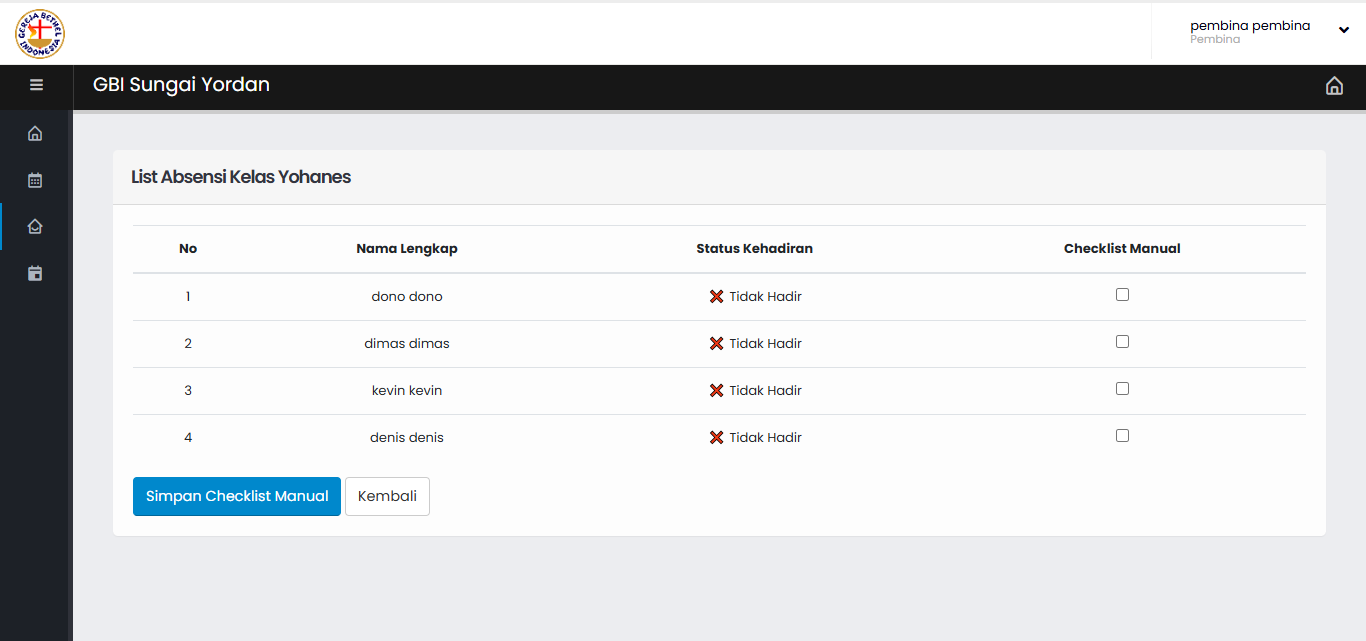 GEREJA BETHEL INDONESIA
pembina pembina
Pembina
GBI Sungai Yordan
List Absensi Kelas Yohanes
No Nama Lengkap Status Kehadiran Checklist Manual
1 dono dono Tidak Hadir
2 dimas dimas Tidak Hadir
3 kevin kevin Tidak Hadir
4 denis denis Tidak Hadir
Simpan Checklist Manual Kembali